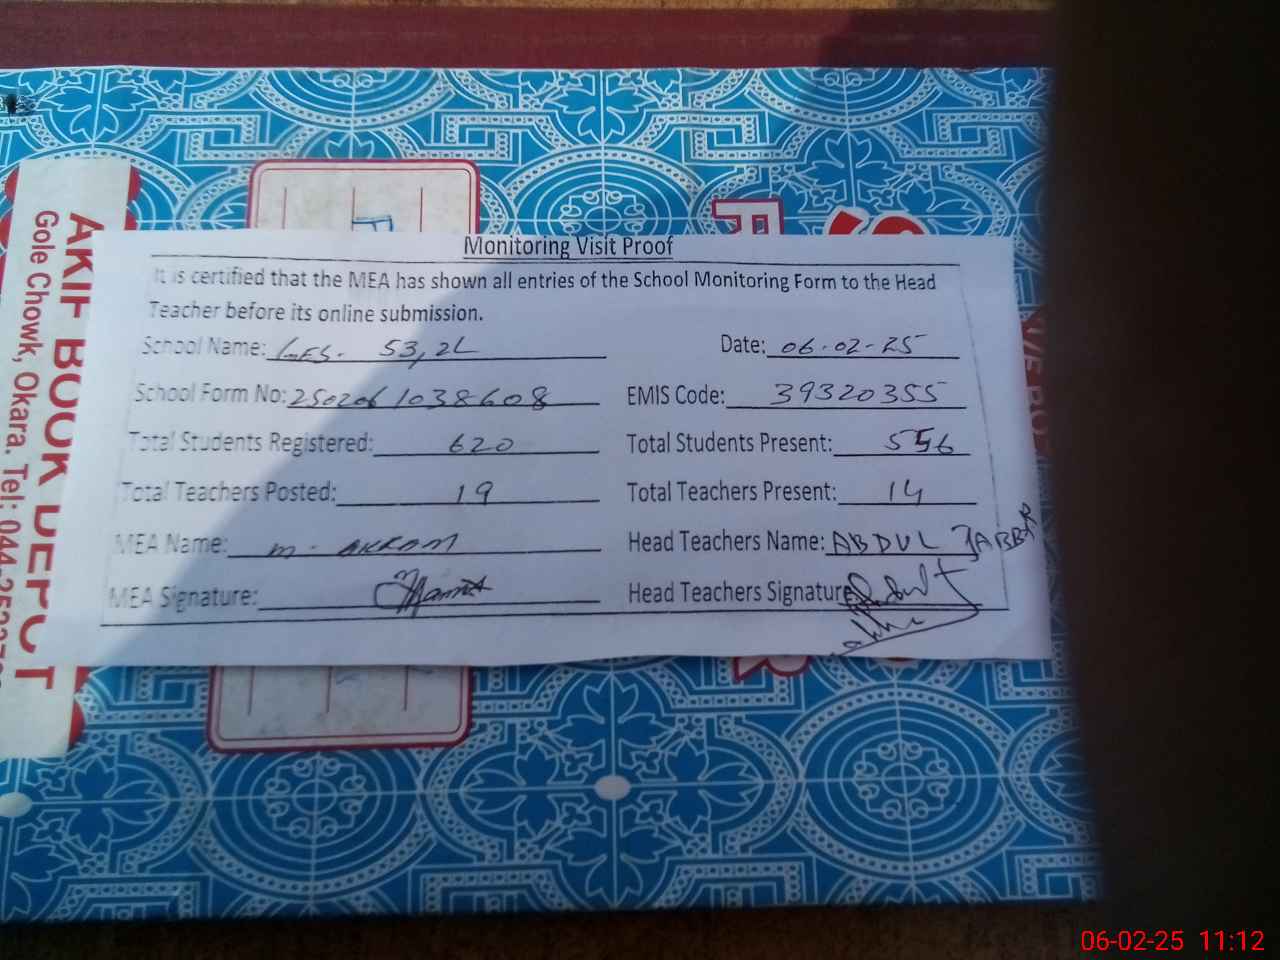 Monitoring Visit Proof
It is certified that the MEA has shown all entries of the School Monitoring Form to the Head
Teacher before its online submission.
School Name: GES. 53, 2L Date: 06-02-25
School Form No: 250206 1038608 EMIS Code: 39320355
Total Students Registered: 620 Total Students Present: 556
Total Teachers Posted: 19 Total Teachers Present: 14
MEA Name: M. AKRAM Head Teachers Name: ABDUL JABBAR
MEA Signature: Head Teachers Signature
AKIF BOOK DEPOT
Gole Chowk, Okara. Tel: 044-252
06-02-25 11:12